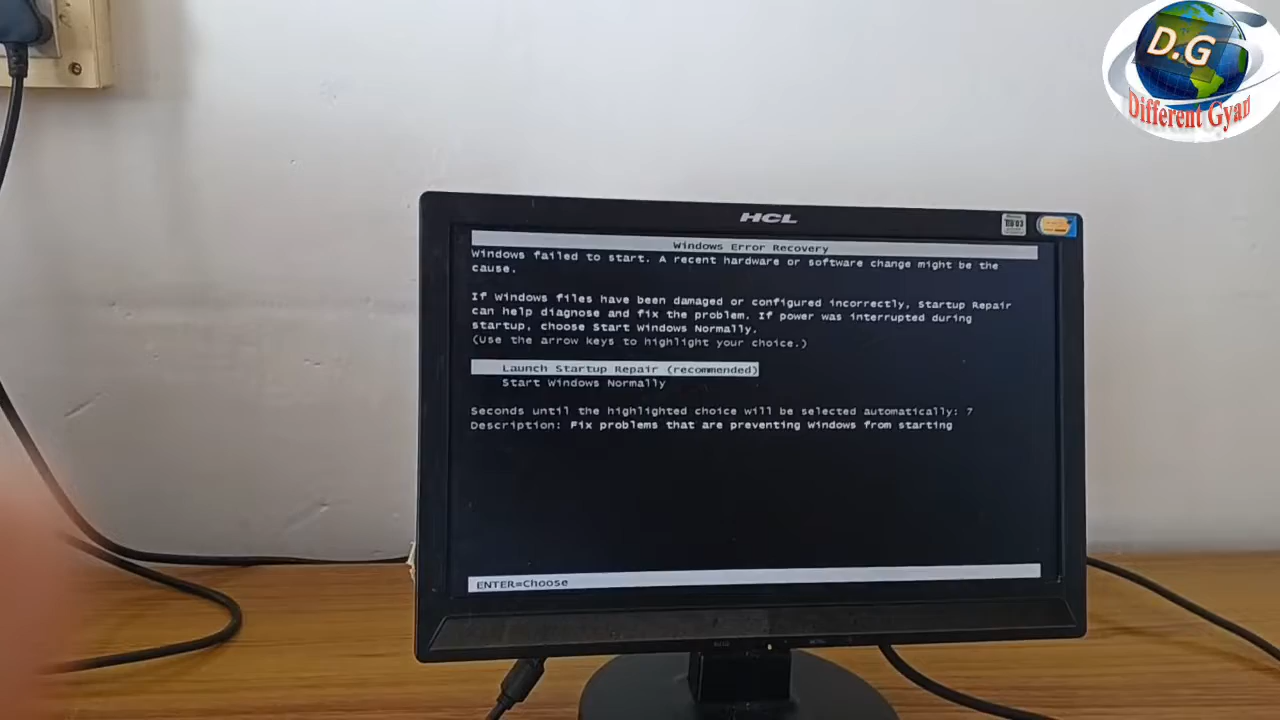 D.G
Different Gyan
HCL
Windows Error Recovery
Windows failed to start. A recent hardware or software change might be the
cause.
If Windows files have been damaged or configured incorrectly, Startup Repair
can help diagnose and fix the problem. If power was interrupted during
startup, choose Start Windows Normally.
(Use the arrow keys to highlight your choice.)
Launch Startup Repair (recommended)
Start Windows Normally
Seconds until the highlighted choice will be selected automatically: 7
Description: Fix problems that are preventing Windows from starting
ENTER=Choose